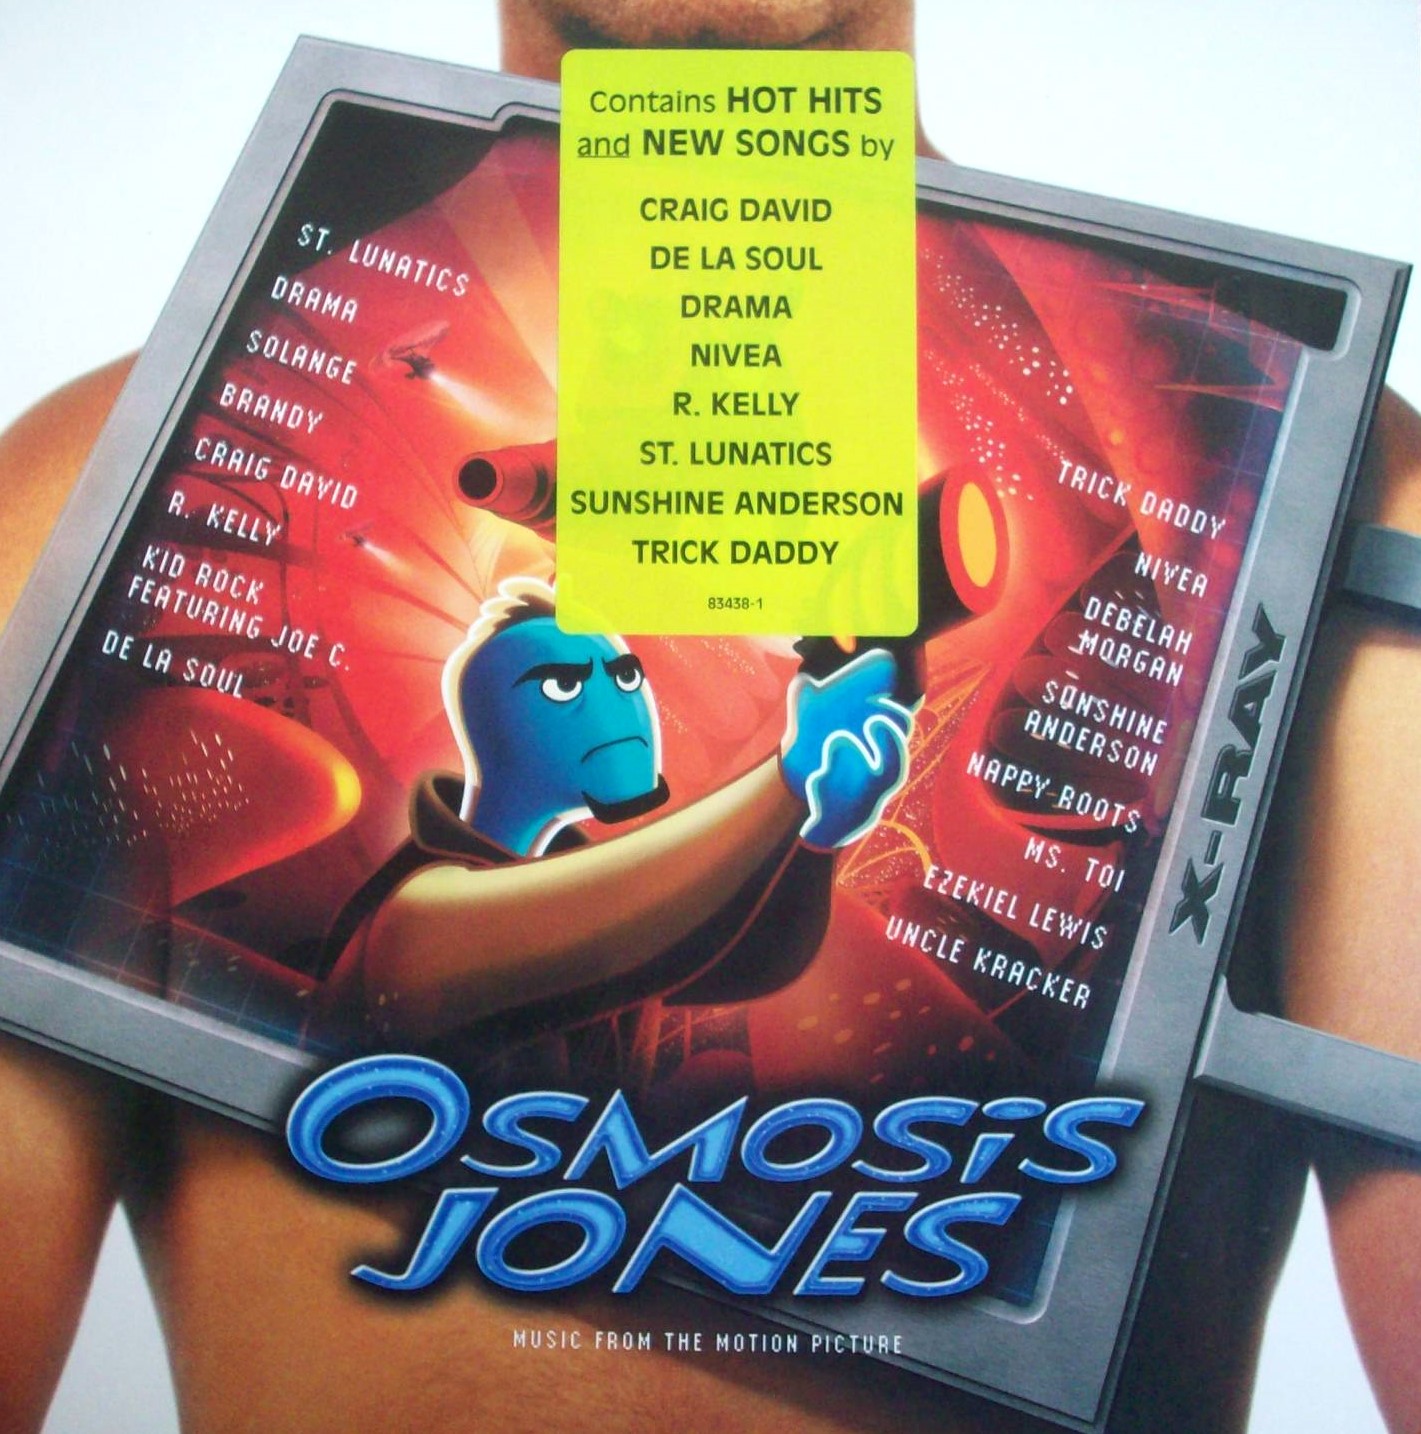 Contains HOT HITS
and NEW SONGS by
CRAIG DAVID
DE LA SOUL
DRAMA
NIVEA
R. KELLY
ST. LUNATICS
SUNSHINE ANDERSON
TRICK DADDY
83438-1
ST. LUNATICS
DRAMA
SOLANGE
BRANDY
CRAIG DAVID
R. KELLY
KID ROCK
FEATURING JOE C.
DE LA SOUL
TRICK DADDY
NIVEA
DEBELAH
MORGAN
SUNSHINE
ANDERSON
NAPPY ROOTS
MS. TOI
EZEKIEL LEWIS
UNCLE KRACKER
X-RAY
OSMOSiS
JONES
MUSIC FROM THE MOTION PICTURE